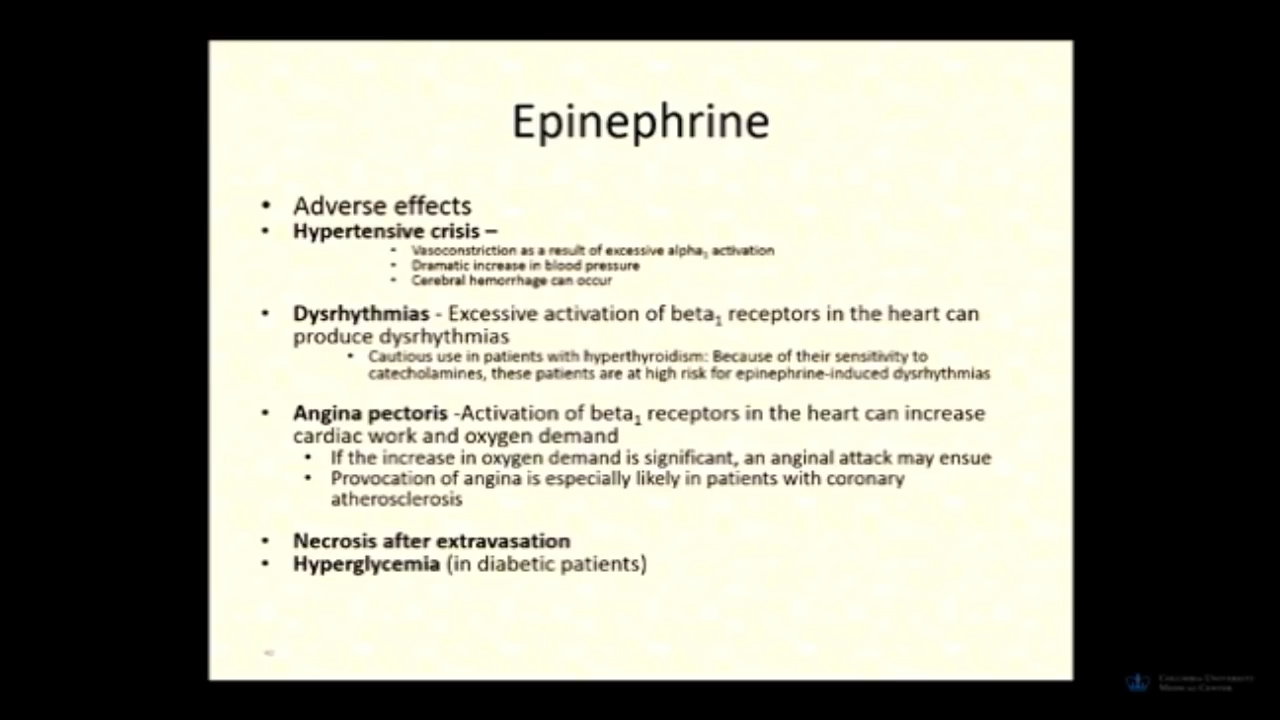 Epinephrine
• Adverse effects
• Hypertensive crisis –
• Vasoconstriction as a result of excessive alpha₁ activation
• Dramatic increase in blood pressure
• Cerebral hemorrhage can occur
• Dysrhythmias - Excessive activation of beta₁ receptors in the heart can
produce dysrhythmias
• Cautious use in patients with hyperthyroidism: Because of their sensitivity to
catecholamines, these patients are at high risk for epinephrine-induced dysrhythmias
• Angina pectoris -Activation of beta₁ receptors in the heart can increase
cardiac work and oxygen demand
• If the increase in oxygen demand is significant, an anginal attack may ensue
• Provocation of angina is especially likely in patients with coronary
atherosclerosis
• Necrosis after extravasation
• Hyperglycemia (in diabetic patients)
COLUMBIA UNIVERSITY
MEDICAL CENTER